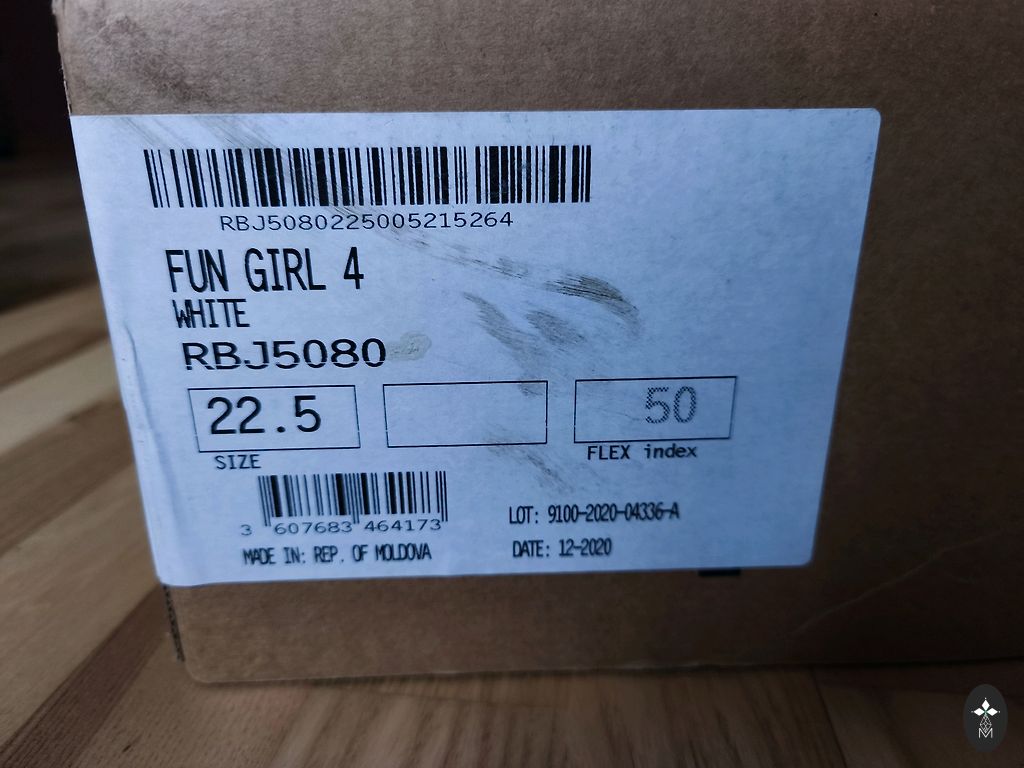 RBJ5080225005215264
FUN GIRL 4
WHITE
RBJ5080
22.5
50
SIZE
FLEX index
3 607683 464173
LOT: 9100-2020-04336-A
MADE IN: REP. OF MOLDOVA
DATE: 12-2020
M